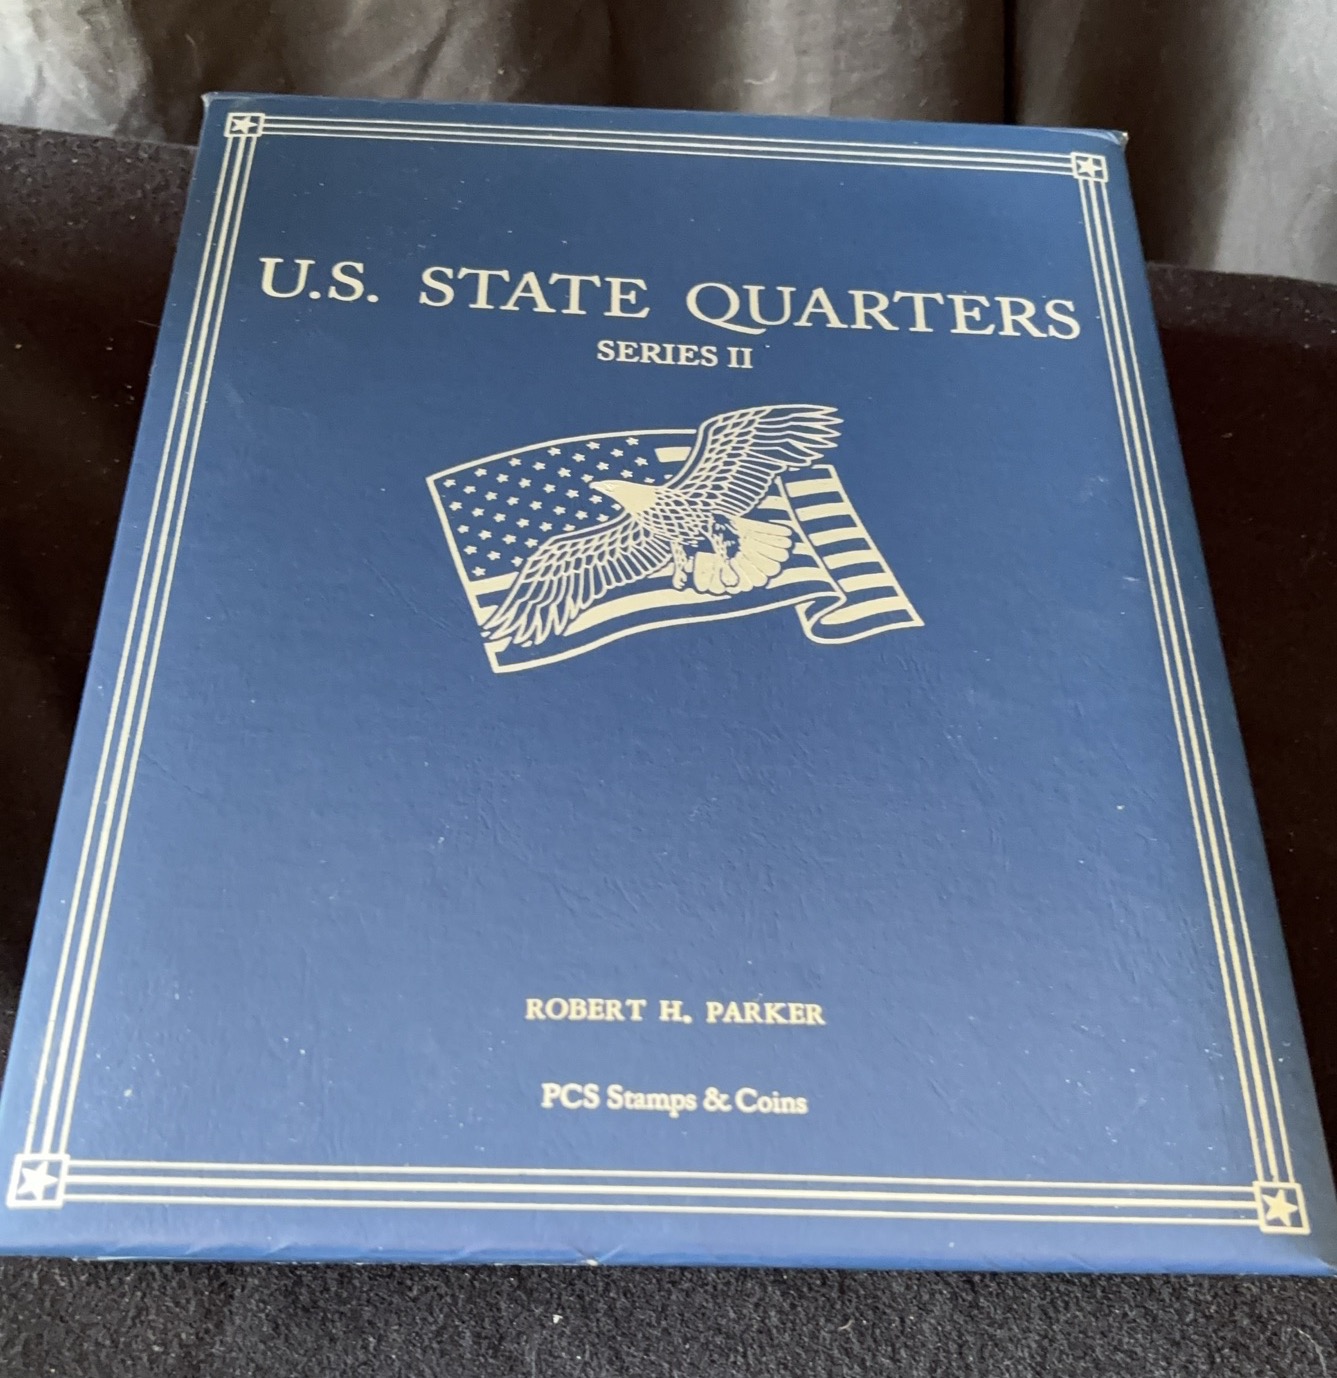 U.S. STATE QUARTERS
SERIES II
ROBERT H. PARKER
PCS Stamps & Coins